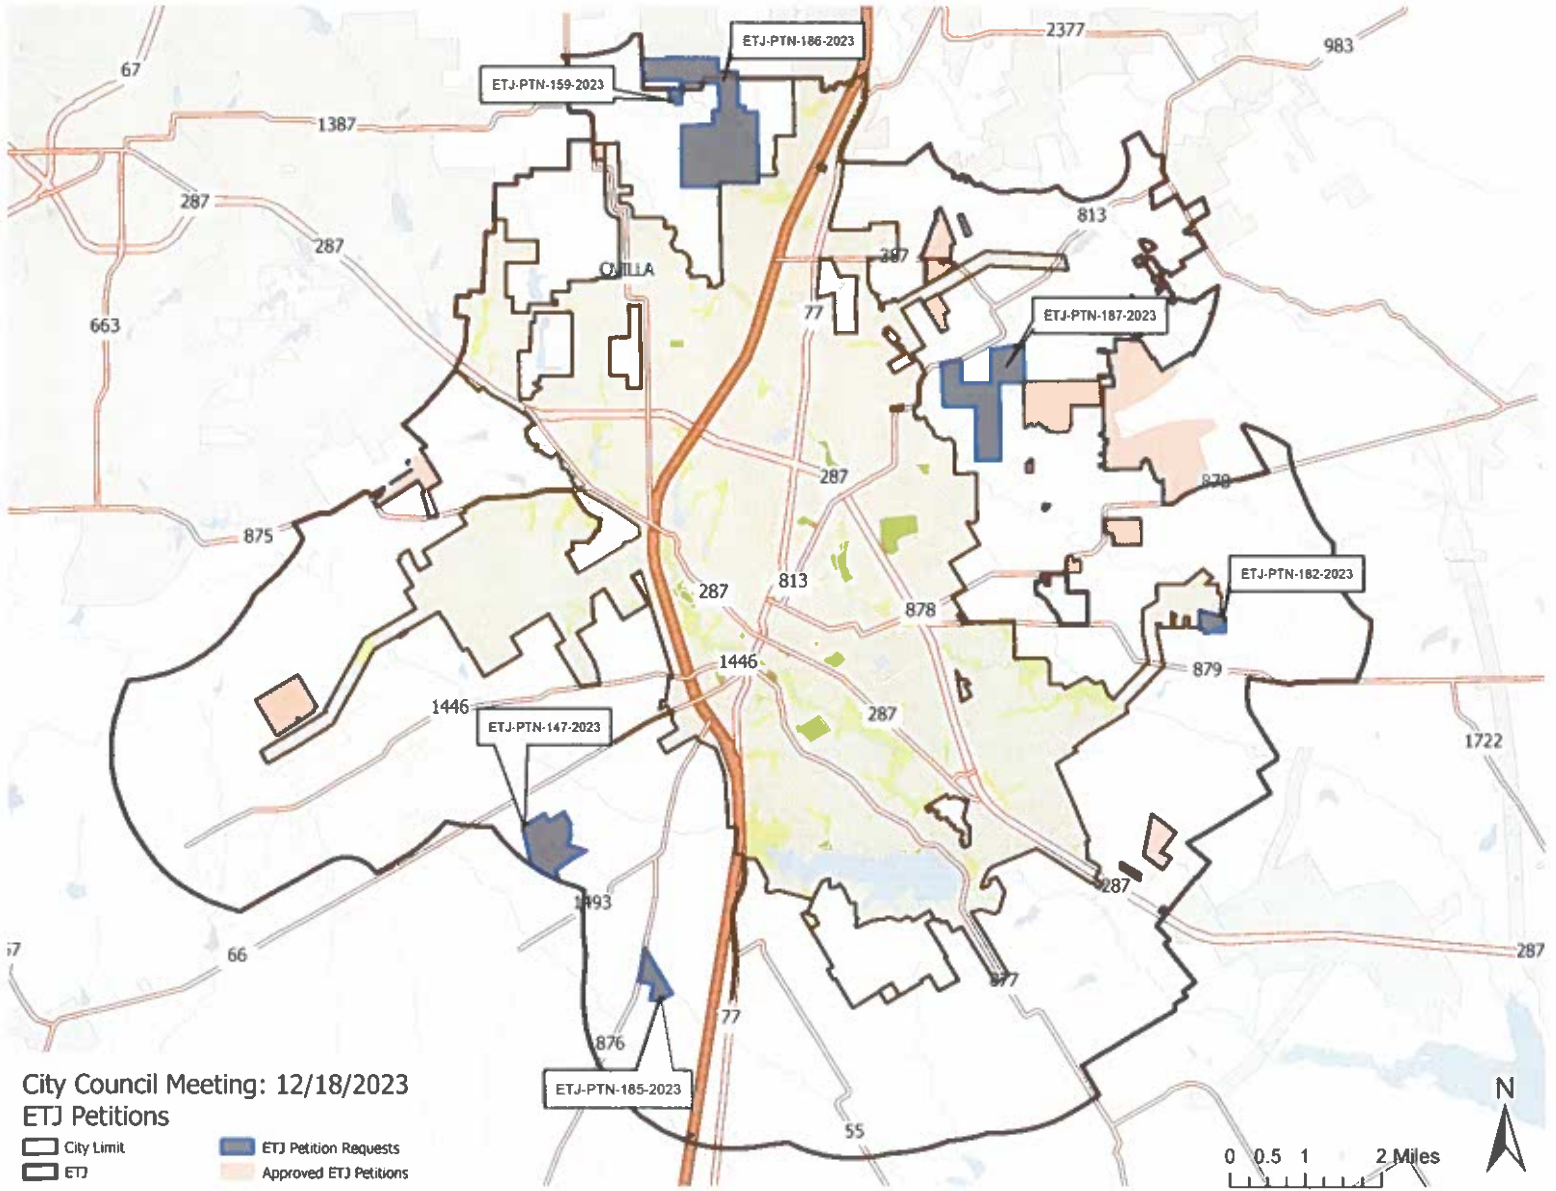 2377
983
ETJ-PTN-186-2023
67
ETJ-PTN-159-2023
1387
287
813
287
287
OVILLA
77
ETJ-PTN-187-2023
663
287
878
875
287
813
ETJ-PTN-182-2023
878
1446
879
1446
287
ETJ-PTN-147-2023
1722
287
1493
66
287
877
77
876
ETJ-PTN-185-2023
55
City Council Meeting: 12/18/2023
ETJ Petitions
City Limit
ETJ Petition Requests
ETJ
Approved ETJ Petitions
N
0 0.5 1 2 Miles